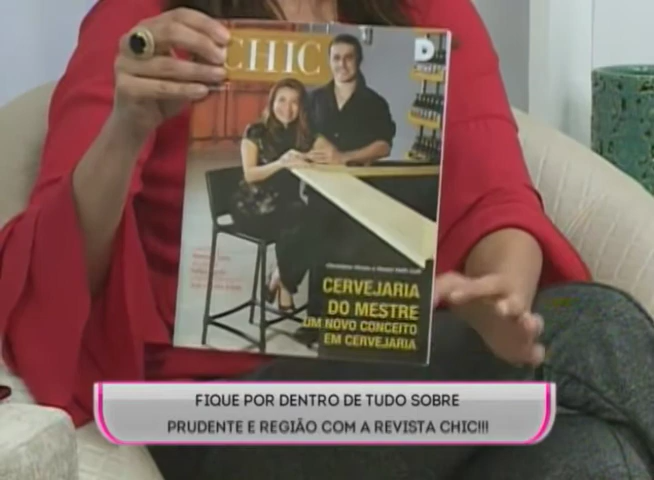 CHIC
D
CERVEJARIA
DO MESTRE
UM NOVO CONCEITO
EM CERVEJARIA
FIQUE POR DENTRO DE TUDO SOBRE
PRUDENTE E REGIÃO COM A REVISTA CHIC!!!